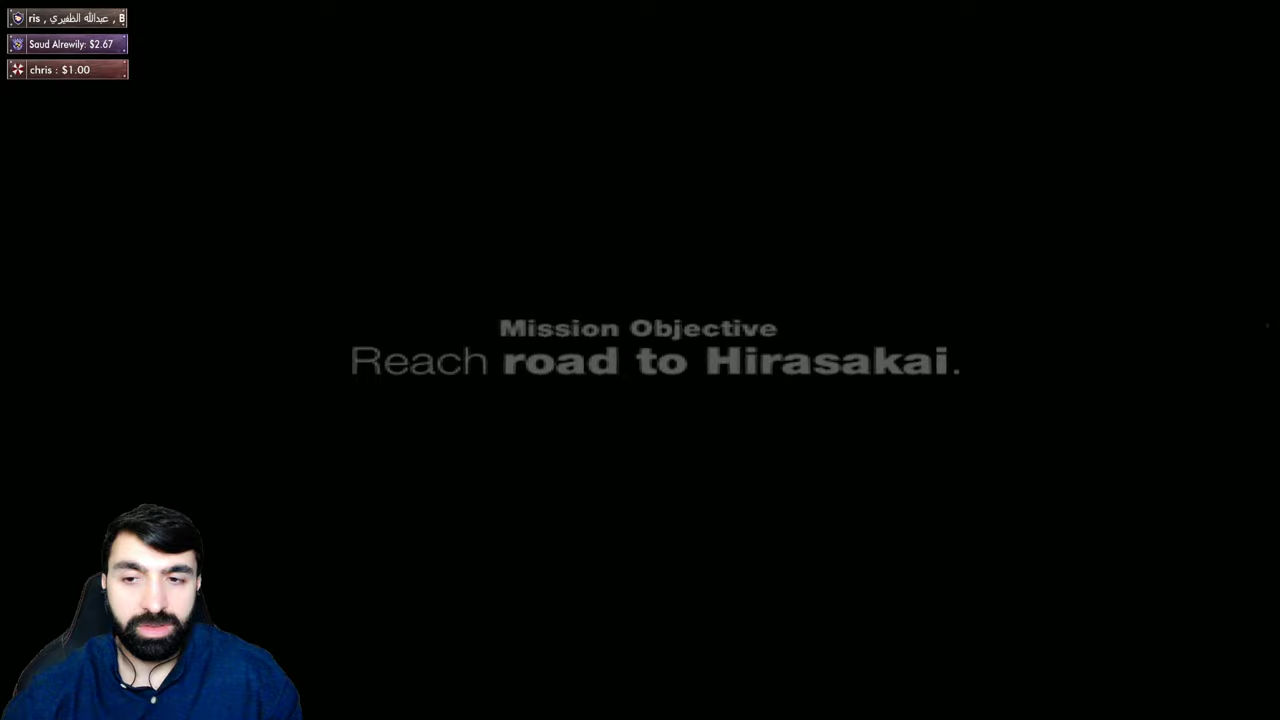 ris , عبدالله الظفيري , B
Saud Alrewily: $2.67
chris : $1.00
Mission Objective
Reach road to Hirasakai.